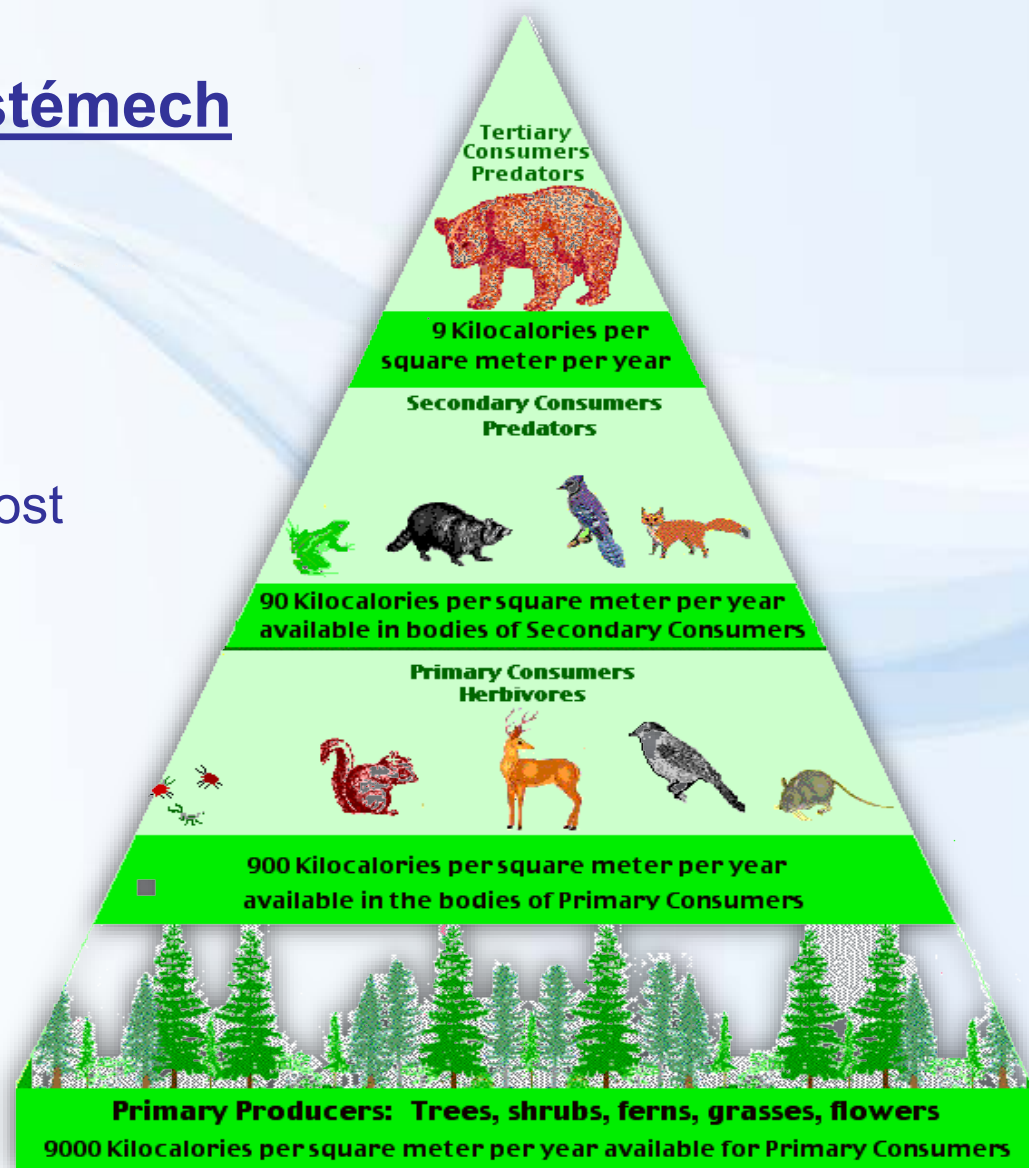 stémech
ost
Tertiary
Consumers
Predators
9 Kilocalories per
square meter per year
Secondary Consumers
Predators
90 Kilocalories per square meter per year
available in bodies of Secondary Consumers
Primary Consumers
Herbivores
900 Kilocalories per square meter per year
available in the bodies of Primary Consumers
Primary Producers: Trees, shrubs, ferns, grasses, flowers
9000 Kilocalories per square meter per year available for Primary Consumers